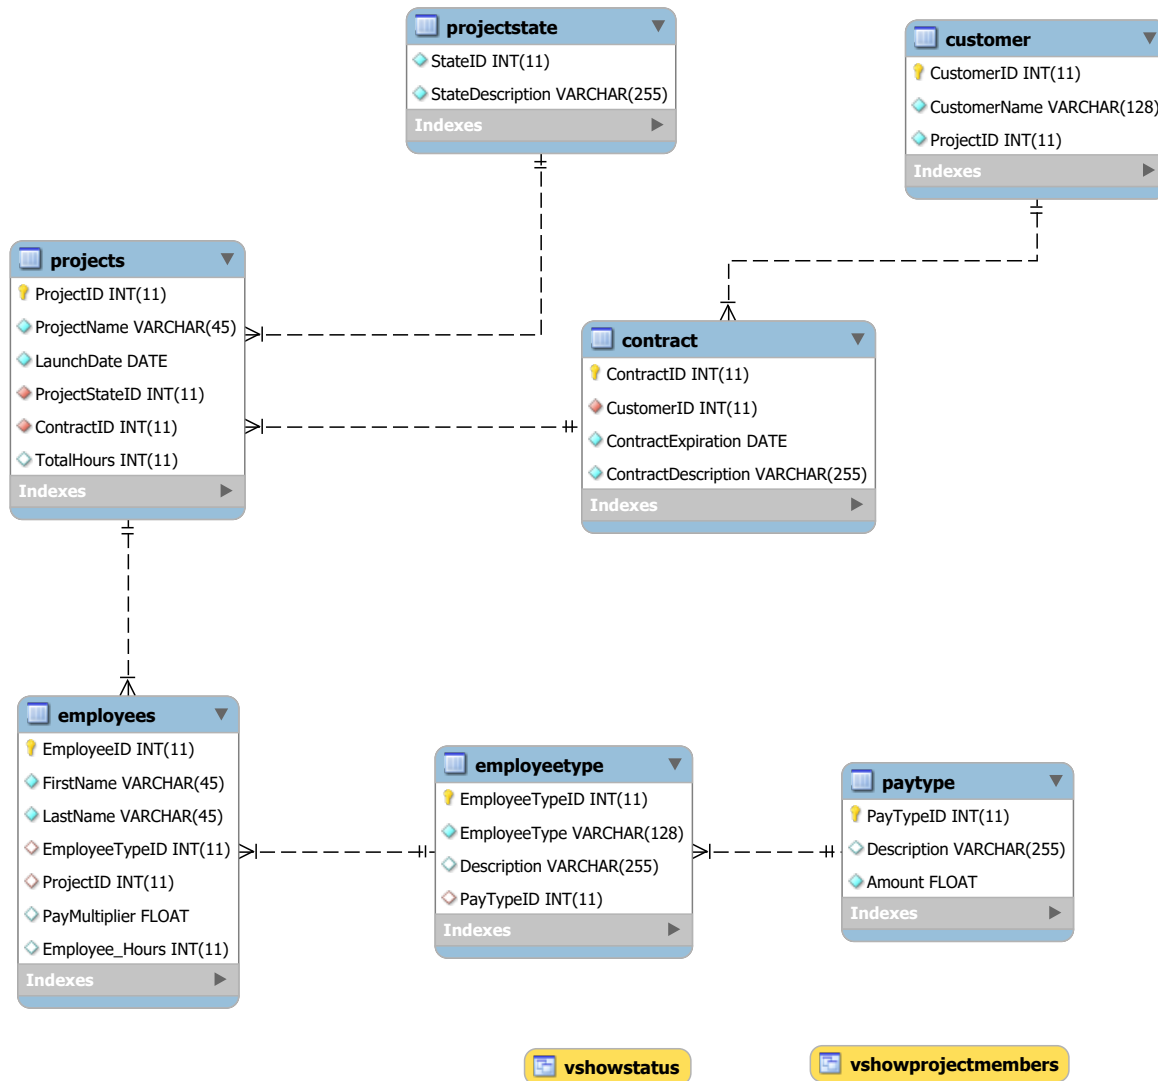 projectstate
StateID INT(11)
StateDescription VARCHAR(255)
Indexes
customer
CustomerID INT(11)
CustomerName VARCHAR(128)
ProjectID INT(11)
Indexes
projects
ProjectID INT(11)
ProjectName VARCHAR(45)
LaunchDate DATE
ProjectStateID INT(11)
ContractID INT(11)
TotalHours INT(11)
Indexes
contract
ContractID INT(11)
CustomerID INT(11)
ContractExpiration DATE
ContractDescription VARCHAR(255)
Indexes
employees
EmployeeID INT(11)
FirstName VARCHAR(45)
LastName VARCHAR(45)
EmployeeTypeID INT(11)
ProjectID INT(11)
PayMultiplier FLOAT
Employee_Hours INT(11)
Indexes
employeetype
EmployeeTypeID INT(11)
EmployeeType VARCHAR(128)
Description VARCHAR(255)
PayTypeID INT(11)
Indexes
paytype
PayTypeID INT(11)
Description VARCHAR(255)
Amount FLOAT
Indexes
vshowstatus
vshowprojectmembers